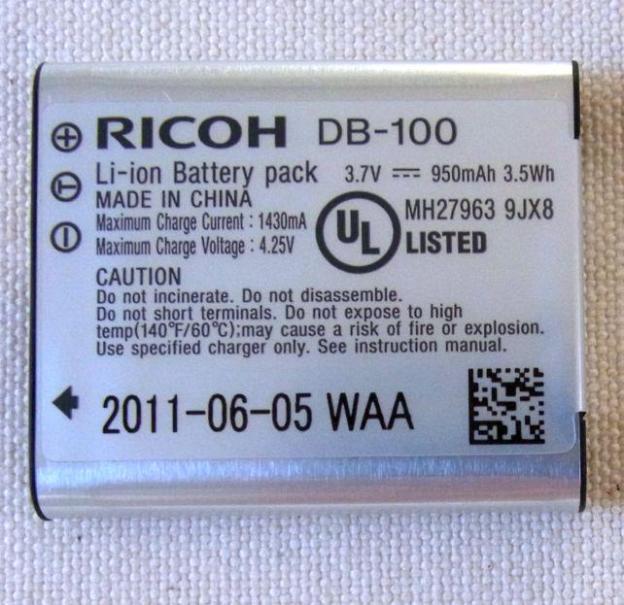 RICOH DB-100
Li-ion Battery pack 3.7V ⎓ 950mAh 3.5Wh
MADE IN CHINA
Maximum Charge Current : 1430mA
Maximum Charge Voltage : 4.25V
UL
MH27963 9JX8
LISTED
CAUTION
Do not incinerate. Do not disassemble.
Do not short terminals. Do not expose to high
temp(140°F/60°C);may cause a risk of fire or explosion.
Use specified charger only. See instruction manual.
2011-06-05 WAA